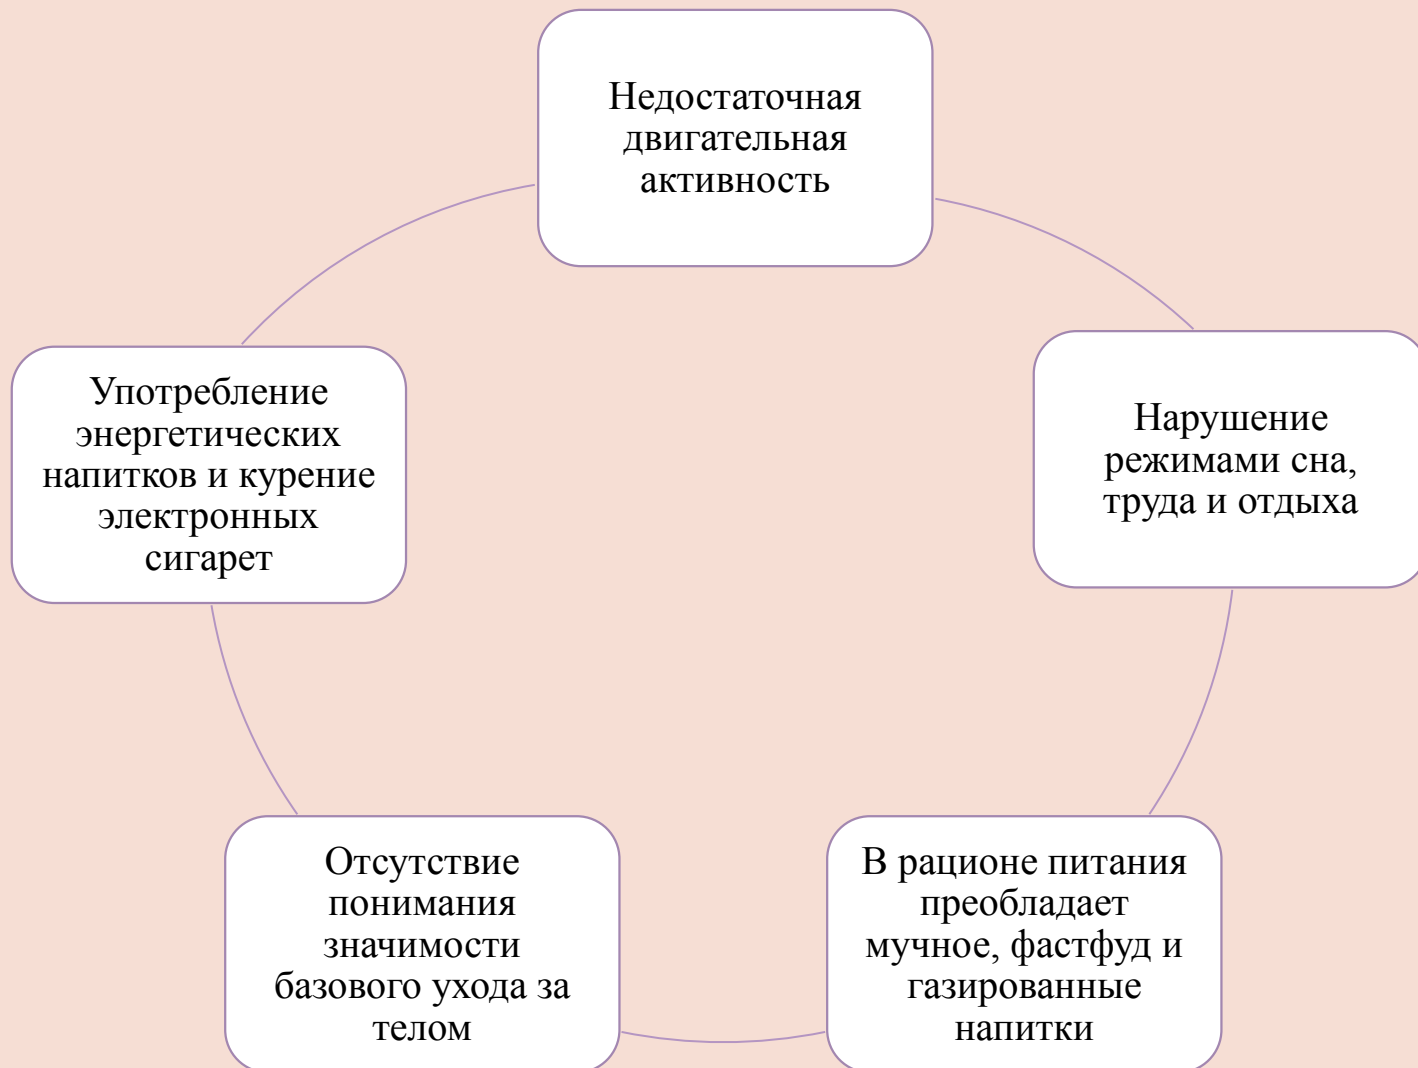 Недостаточная
двигательная
активность
Нарушение
режимами сна,
труда и отдыха
В рационе питания
преобладает
мучное, фастфуд и
газированные
напитки
Отсутствие
понимания
значимости
базового ухода за
телом
Употребление
энергетических
напитков и курение
электронных
сигарет